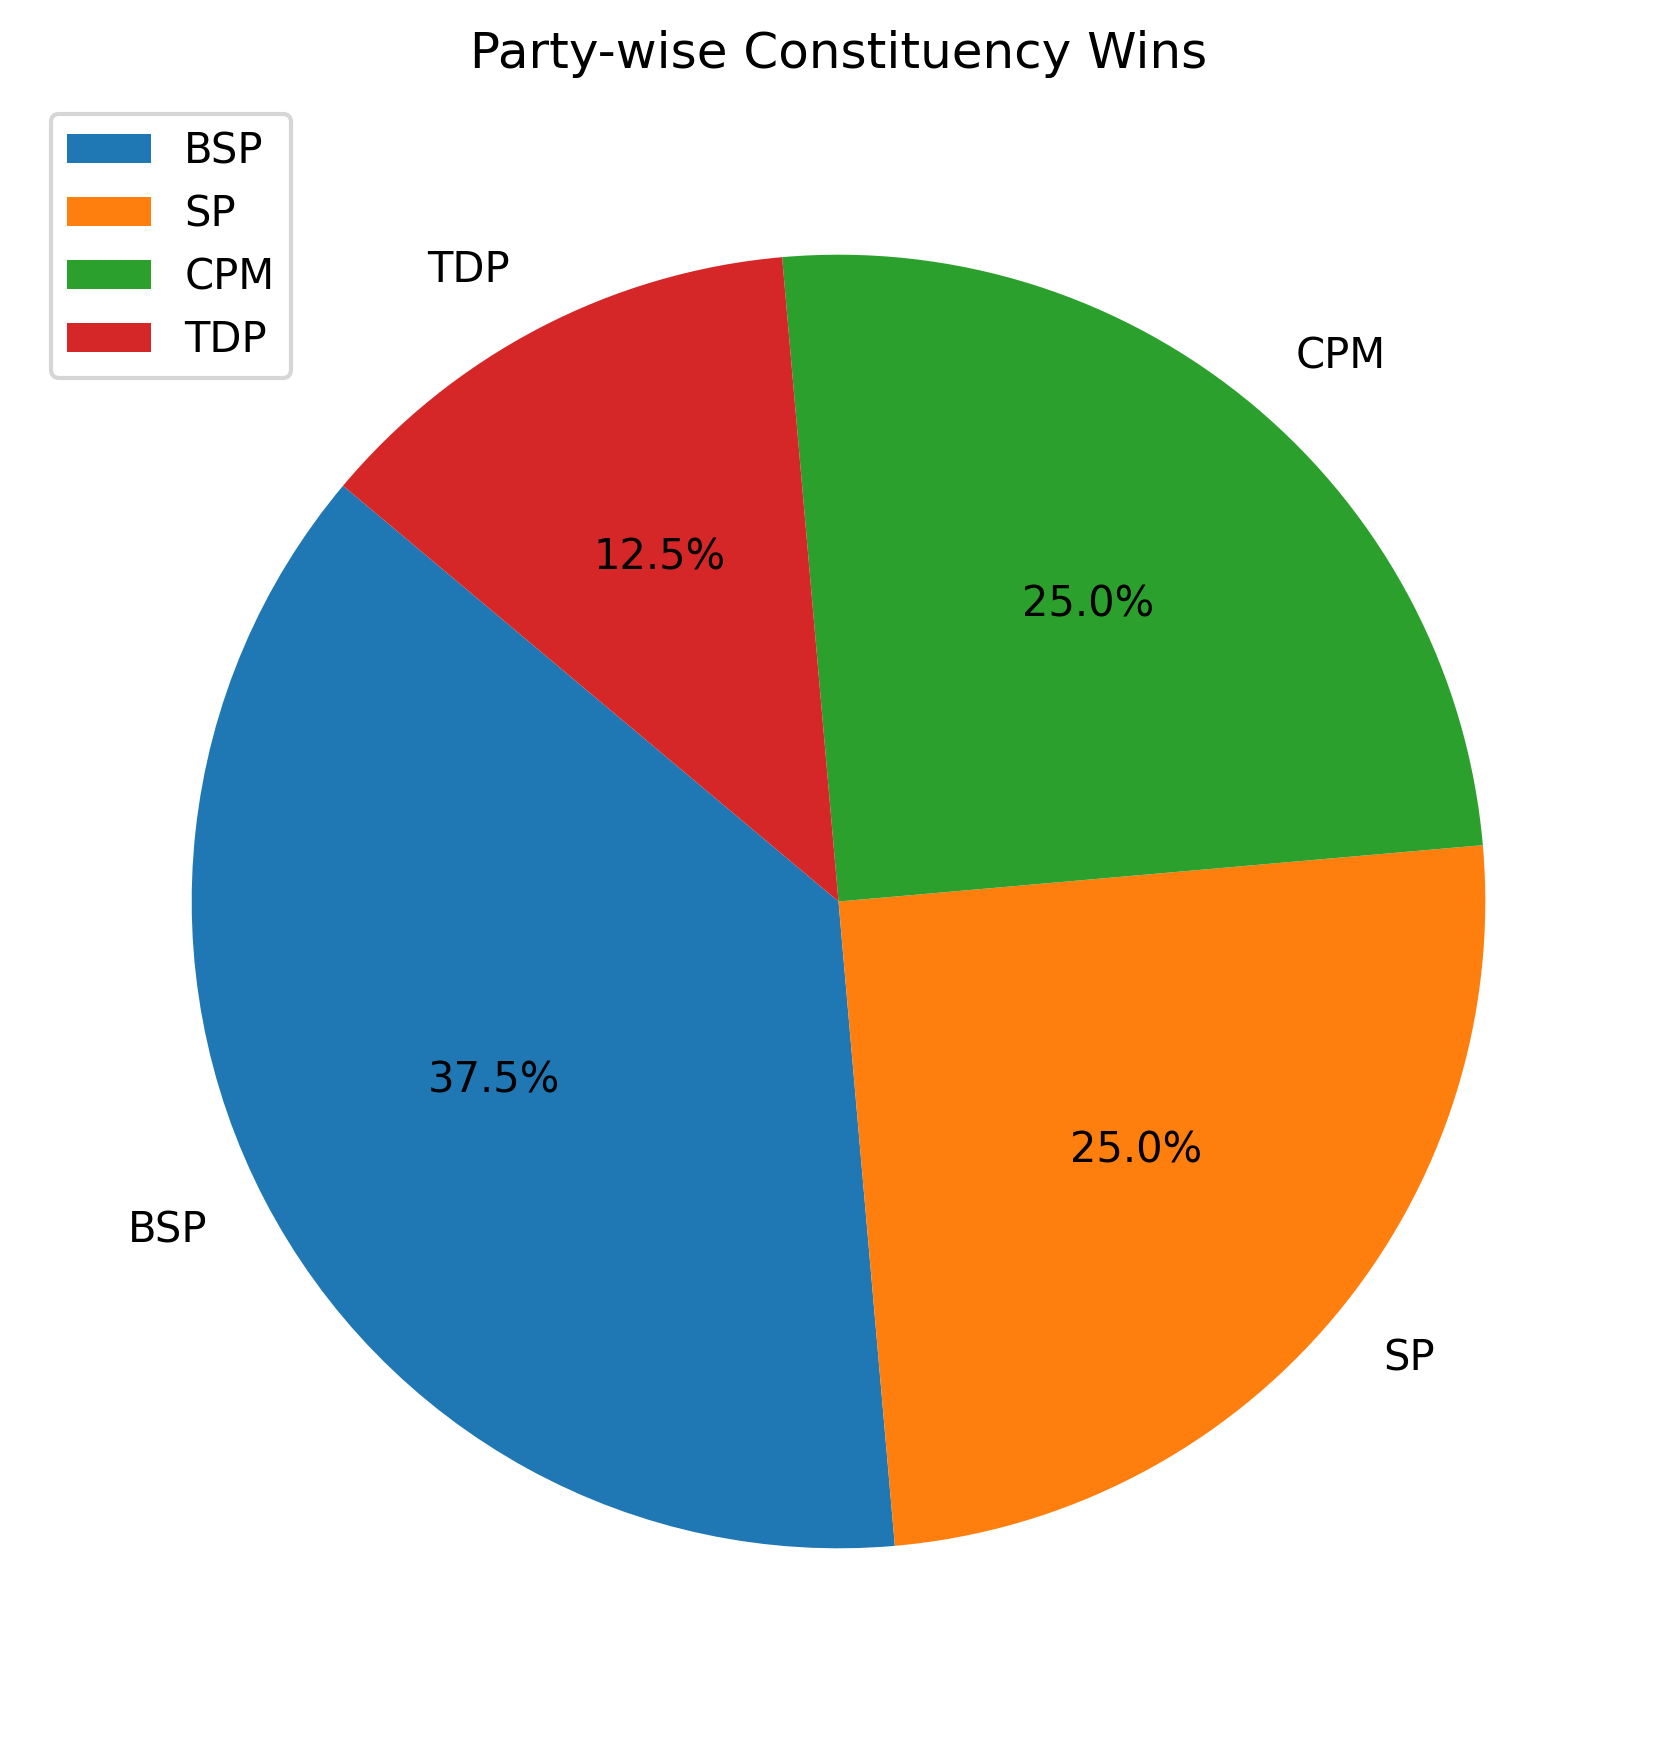 Party-wise Constituency Wins
BSP
SP
CPM
TDP
TDP
CPM
12.5%
25.0%
37.5%
25.0%
BSP
SP